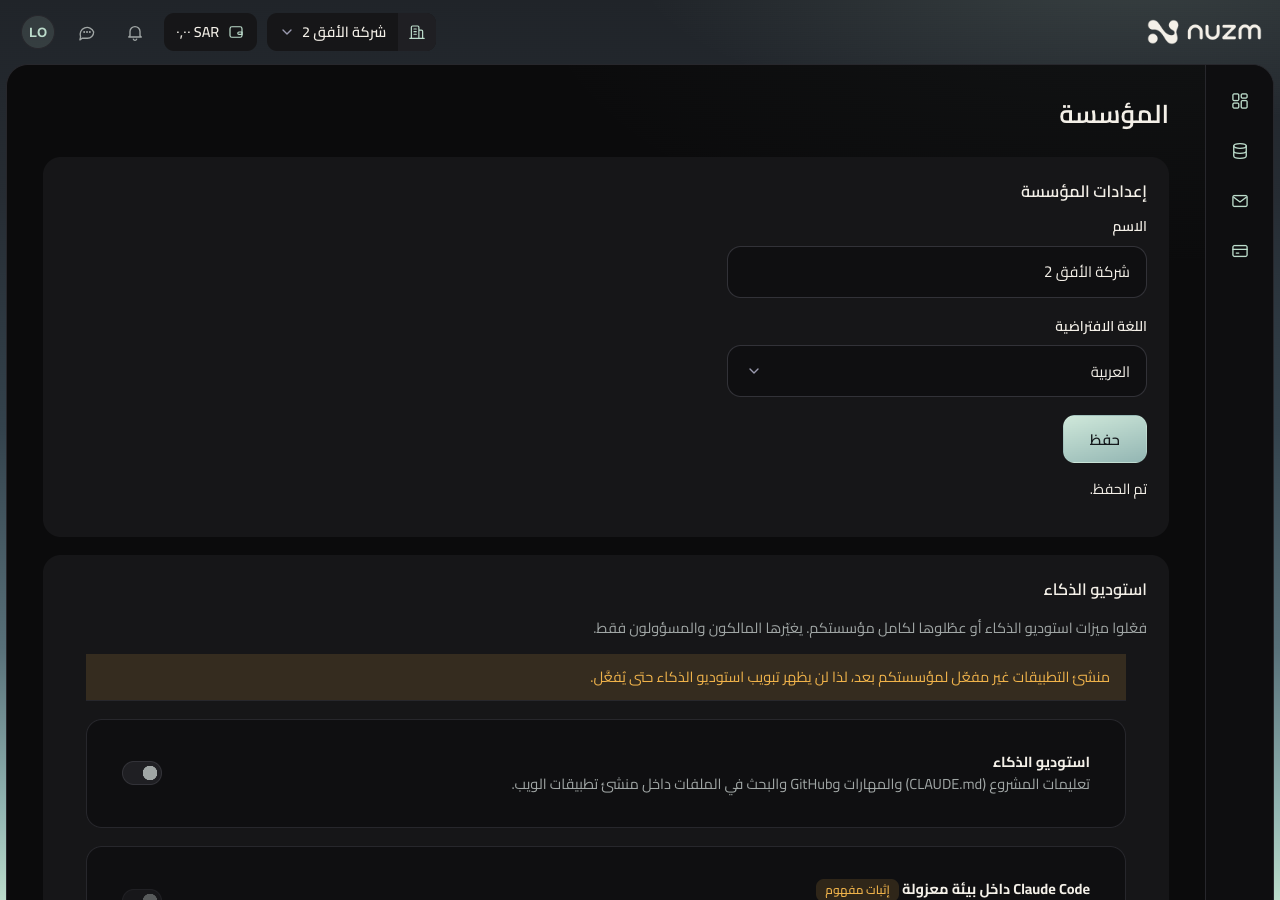 nuzm
شركة الأفق 2
٠٫٠٠ SAR
LO
المؤسسة
إعدادات المؤسسة
الاسم
شركة الأفق 2
اللغة الافتراضية
العربية
حفظ
تم الحفظ.
استوديو الذكاء
فعّلوا ميزات استوديو الذكاء أو عطّلوها لكامل مؤسستكم. يغيّرها المالكون والمسؤولون فقط.
منشئ التطبيقات غير مفعّل لمؤسستكم بعد، لذا لن يظهر تبويب استوديو الذكاء حتى يُفعَّل.
استوديو الذكاء
تعليمات المشروع (CLAUDE.md) والمهارات وGitHub والبحث في الملفات داخل منشئ تطبيقات الويب.
Claude Code داخل بيئة معزولة إثبات مفهوم